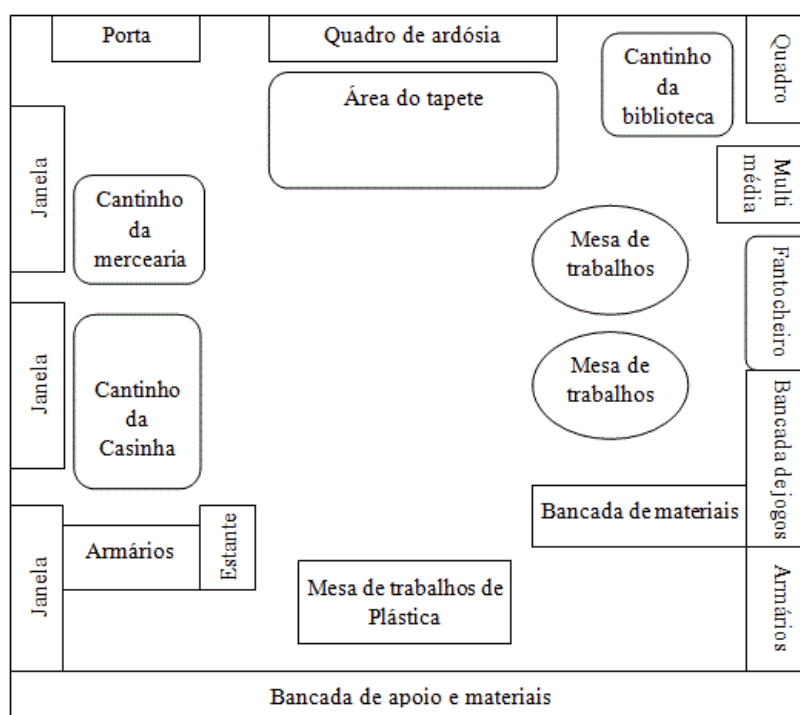 Porta
Quadro de ardósia
Quadro
Cantinho
da
biblioteca
Área do tapete
Janela
Multi
média
Cantinho
da
mercearia
Mesa de
trabalhos
Fantocheiro
Janela
Cantinho
da
Casinha
Mesa de
trabalhos
Bancada de jogos
Bancada de materiais
Janela
Armários
Estante
Mesa de trabalhos de
Plástica
Armários
Bancada de apoio e materiais